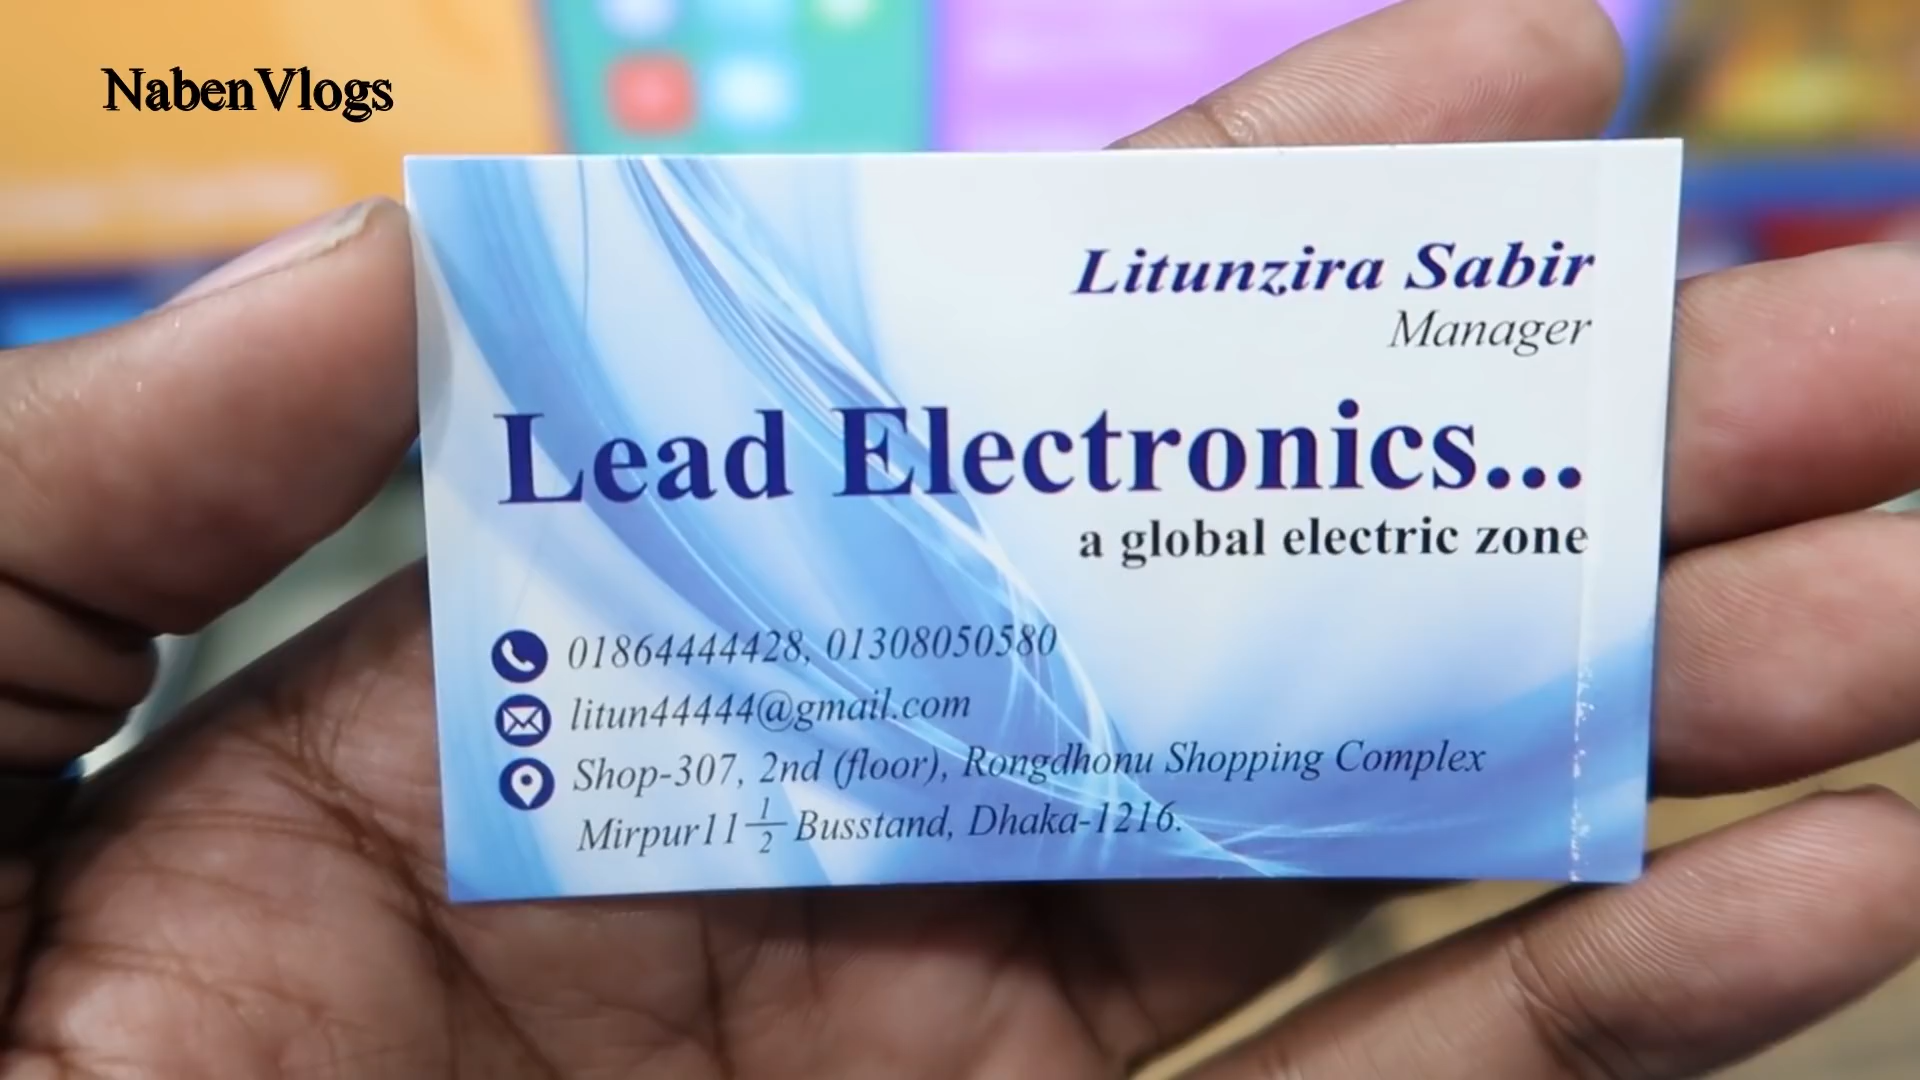 NabenVlogs
Litunzira Sabir
Manager
Lead Electronics...
a global electric zone
01864444428, 01308050580
litun44444@gmail.com
Shop-307, 2nd (floor), Rongdhonu Shopping Complex
Mirpur11 1/2 Busstand, Dhaka-1216.